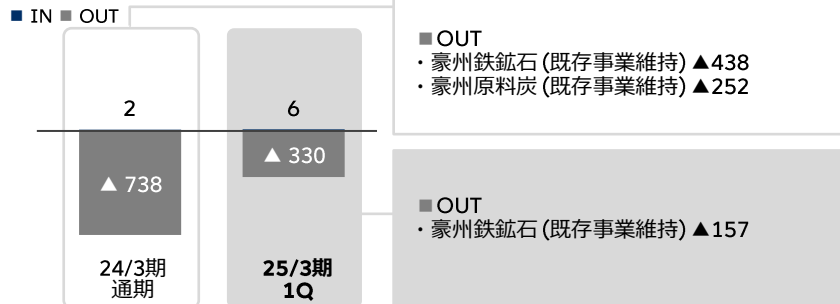 ■ IN ■ OUT
2
▲ 738
24/3期
通期
6
▲ 330
25/3期
1Q
■OUT
・豪州鉄鉱石 (既存事業維持) ▲438
・豪州原料炭 (既存事業維持) ▲252
■OUT
・豪州鉄鉱石 (既存事業維持) ▲157